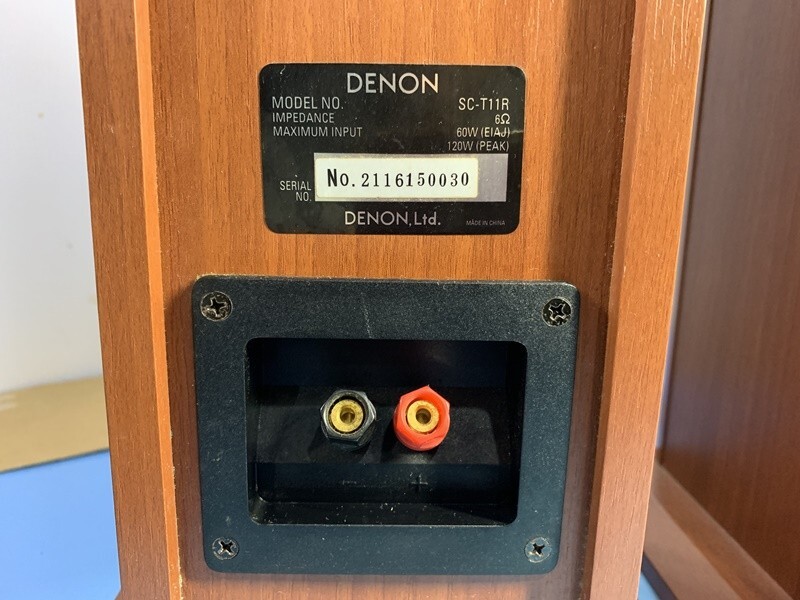 DENON
MODEL NO. SC-T11R
IMPEDANCE 6Ω
MAXIMUM INPUT 60W (EIAJ)
120W (PEAK)
SERIAL NO. No. 2116150030
DENON, Ltd. MADE IN CHINA
− +